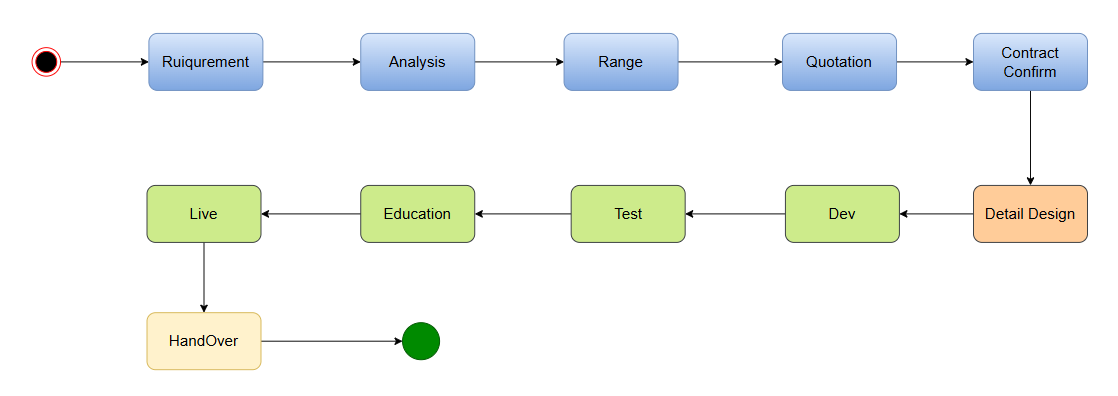 Ruiqurement
Analysis
Range
Quotation
Contract
Confirm
Live
Education
Test
Dev
Detail Design
HandOver